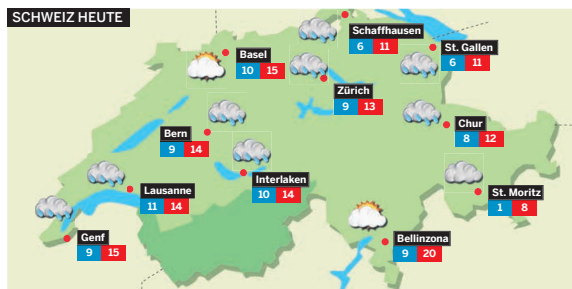 SCHWEIZ HEUTE
Schaffhausen
6 11
St. Gallen
6 11
Basel
10 15
Zürich
9 13
Chur
8 12
Bern
9 14
Interlaken
10 14
St. Moritz
1 8
Lausanne
11 14
Genf
9 15
Bellinzona
9 20